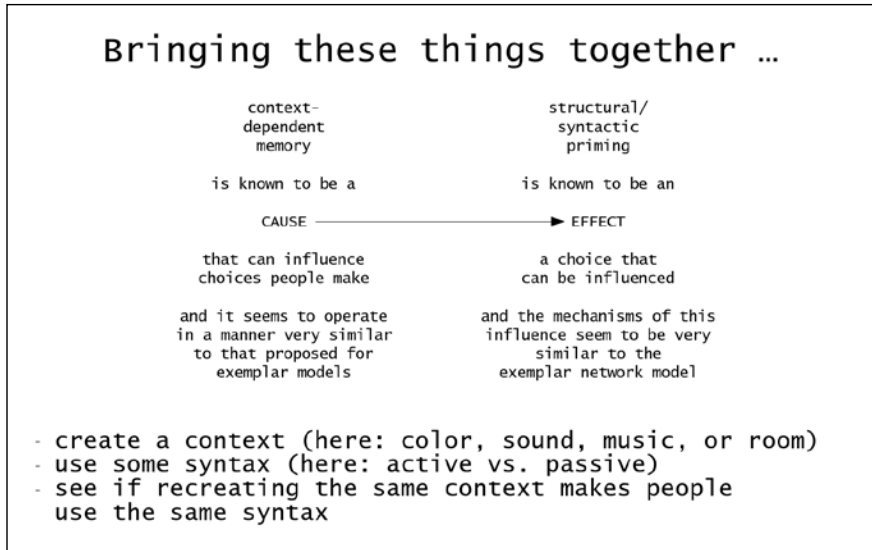 Bringing these things together …
context-
dependent
memory
is known to be a
CAUSE
that can influence
choices people make
and it seems to operate
in a manner very similar
to that proposed for
exemplar models
structural/
syntactic
priming
is known to be an
EFFECT
a choice that
can be influenced
and the mechanisms of this
influence seem to be very
similar to the
exemplar network model
- create a context (here: color, sound, music, or room)
- use some syntax (here: active vs. passive)
- see if recreating the same context makes people
use the same syntax